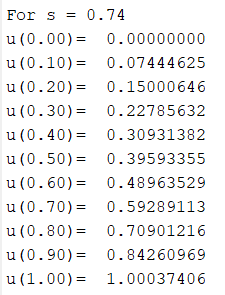 For s = 0.74
u(0.00)=  0.00000000
u(0.10)=  0.07444625
u(0.20)=  0.15000646
u(0.30)=  0.22785632
u(0.40)=  0.30931382
u(0.50)=  0.39593355
u(0.60)=  0.48963529
u(0.70)=  0.59289113
u(0.80)=  0.70901216
u(0.90)=  0.84260969
u(1.00)=  1.00037406